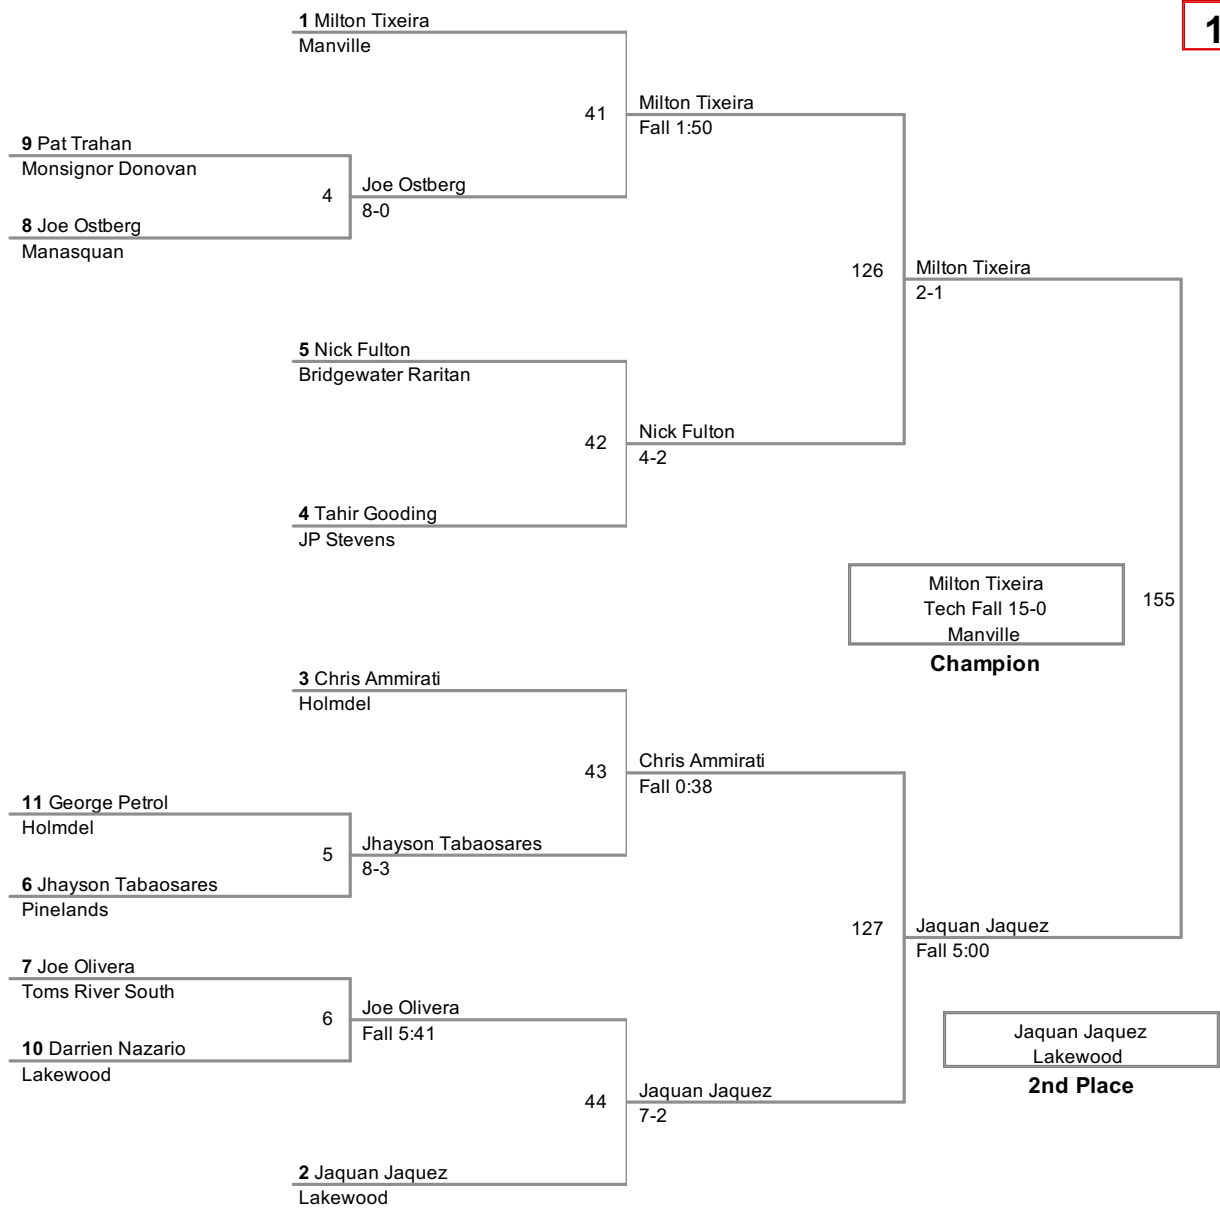 1
1 Milton Tixeira
Manville
41
Milton Tixeira
Fall 1:50
9 Pat Trahan
Monsignor Donovan
4
Joe Ostberg
8-0
8 Joe Ostberg
Manasquan
126
Milton Tixeira
2-1
5 Nick Fulton
Bridgewater Raritan
42
Nick Fulton
4-2
4 Tahir Gooding
JP Stevens
Milton Tixeira
Tech Fall 15-0
Manville
Champion
155
3 Chris Ammirati
Holmdel
43
Chris Ammirati
Fall 0:38
11 George Petrol
Holmdel
5
Jhayson Tabaosares
8-3
6 Jhayson Tabaosares
Pinelands
127
Jaquan Jaquez
Fall 5:00
7 Joe Olivera
Toms River South
6
Joe Olivera
Fall 5:41
10 Darrien Nazario
Lakewood
Jaquan Jaquez
Lakewood
2nd Place
44
Jaquan Jaquez
7-2
2 Jaquan Jaquez
Lakewood